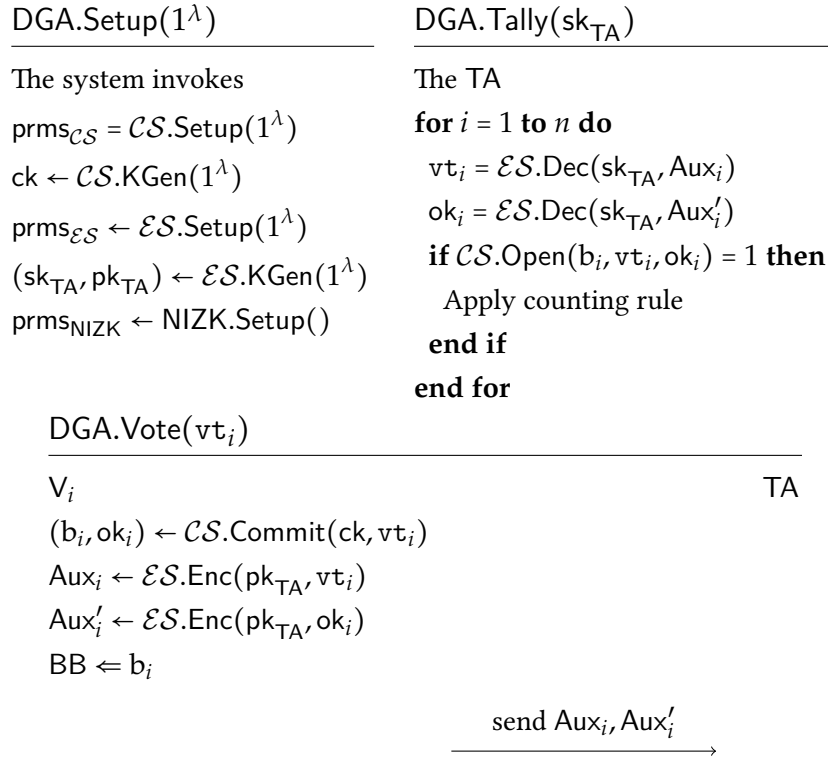 DGA.Setup(1^λ)
The system invokes
prms_𝒞𝒮 = 𝒞𝒮.Setup(1^λ)
ck ← 𝒞𝒮.KGen(1^λ)
prms_ℰ𝒮 ← ℰ𝒮.Setup(1^λ)
(sk_TA, pk_TA) ← ℰ𝒮.KGen(1^λ)
prms_NIZK ← NIZK.Setup()
DGA.Tally(sk_TA)
The TA
for i = 1 to n do
vt_i = ℰ𝒮.Dec(sk_TA, Aux_i)
ok_i = ℰ𝒮.Dec(sk_TA, Aux′_i)
if 𝒞𝒮.Open(b_i, vt_i, ok_i) = 1 then
Apply counting rule
end if
end for
DGA.Vote(vt_i)
V_i TA
(b_i, ok_i) ← 𝒞𝒮.Commit(ck, vt_i)
Aux_i ← ℰ𝒮.Enc(pk_TA, vt_i)
Aux′_i ← ℰ𝒮.Enc(pk_TA, ok_i)
BB ⇐ b_i
send Aux_i, Aux′_i